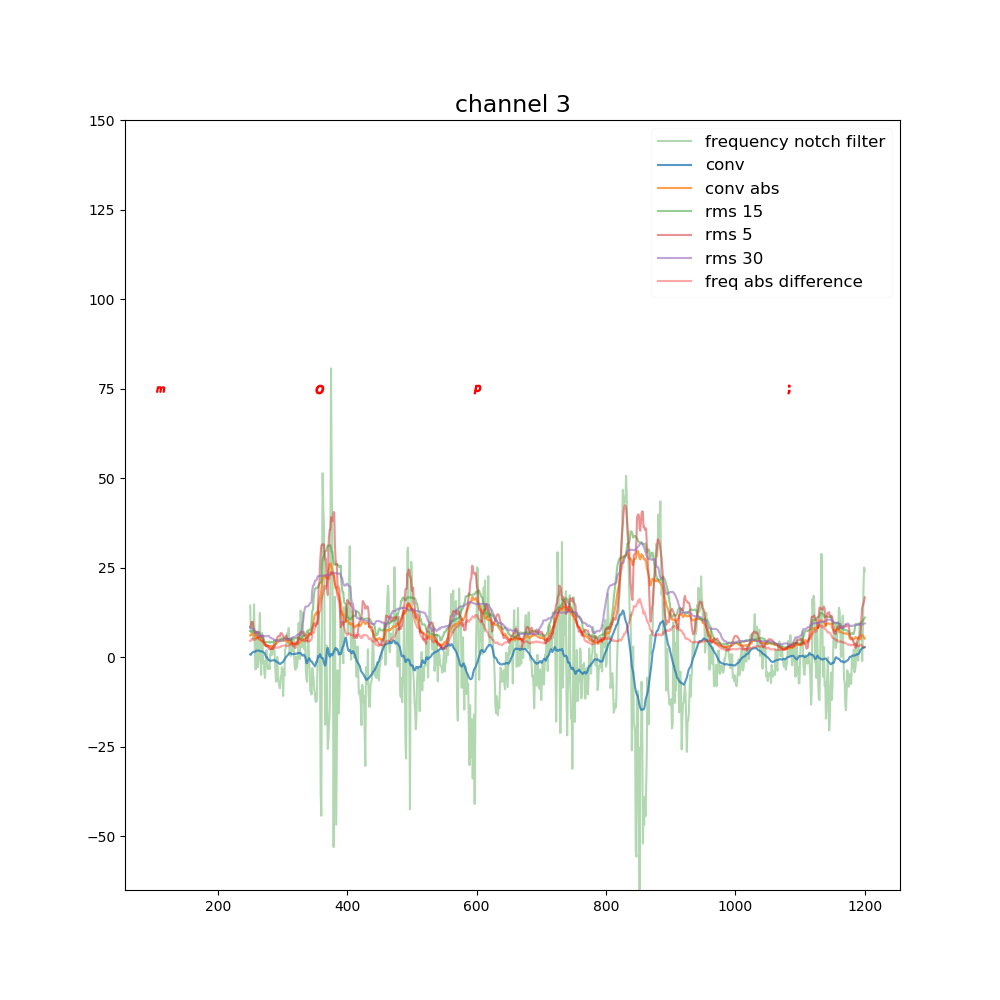 channel 3
150
125
100
75
50
25
0
−25
−50
frequency notch filter
conv
conv abs
rms 15
rms 5
rms 30
freq abs difference
m o p ;
200 400 600 800 1000 1200